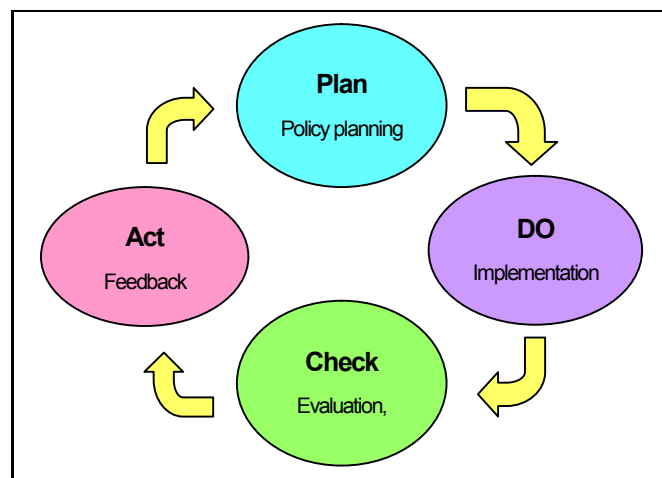 Plan
Policy planning
DO
Implementation
Check
Evaluation,
Act
Feedback